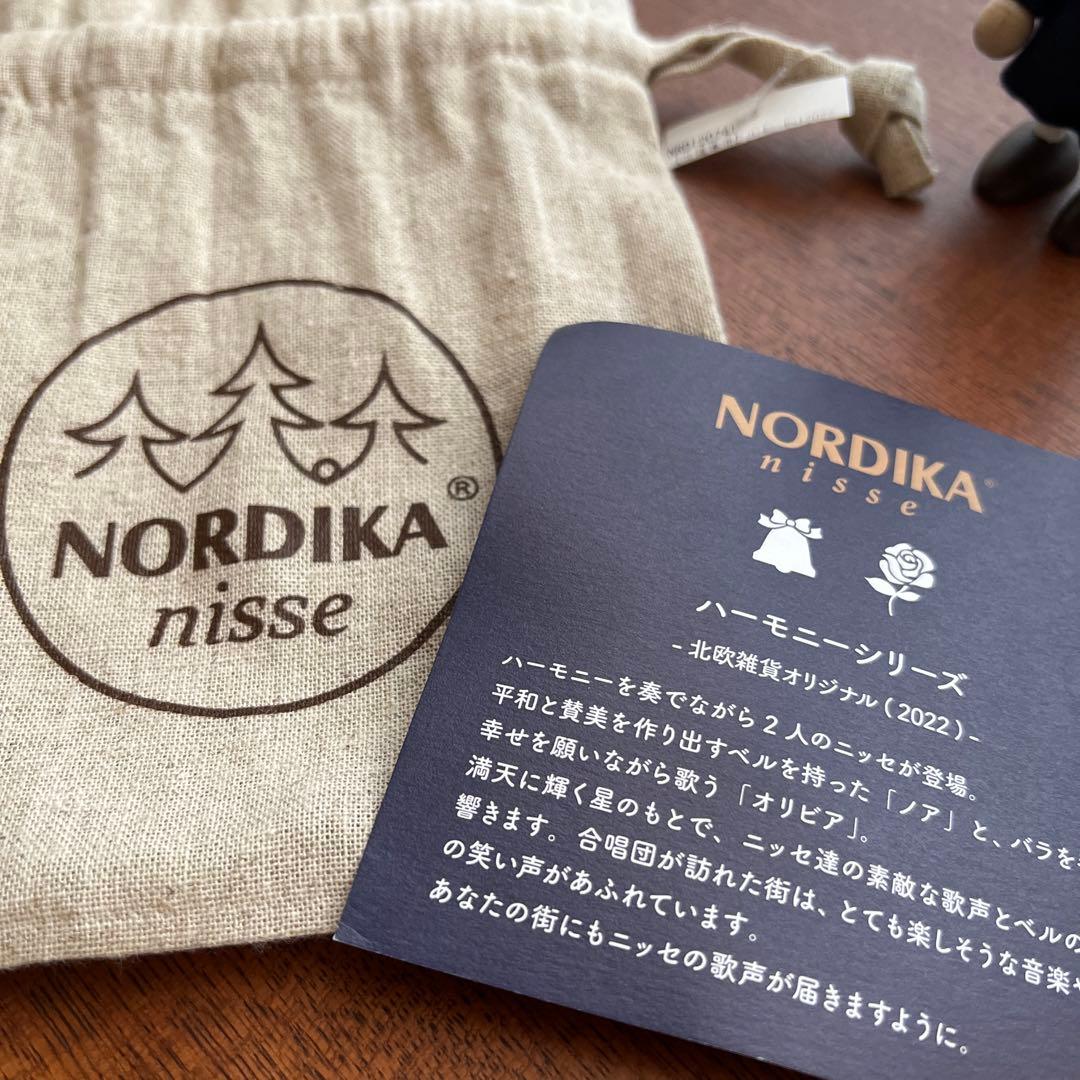 NORDIKA®
nisse
NORDIKA®
nisse
ハーモニーシリーズ
- 北欧雑貨オリジナル（2022）-
ハーモニーを奏でながら2人のニッセが登場。
平和と賛美を作り出すベルを持った「ノア」と、バラを
幸せを願いながら歌う「オリビア」。
満天に輝く星のもとで、ニッセ達の素敵な歌声とベルの
響きます。合唱団が訪れた街は、とても楽しそうな音楽や
の笑い声があふれています。
あなたの街にもニッセの歌声が届きますように。